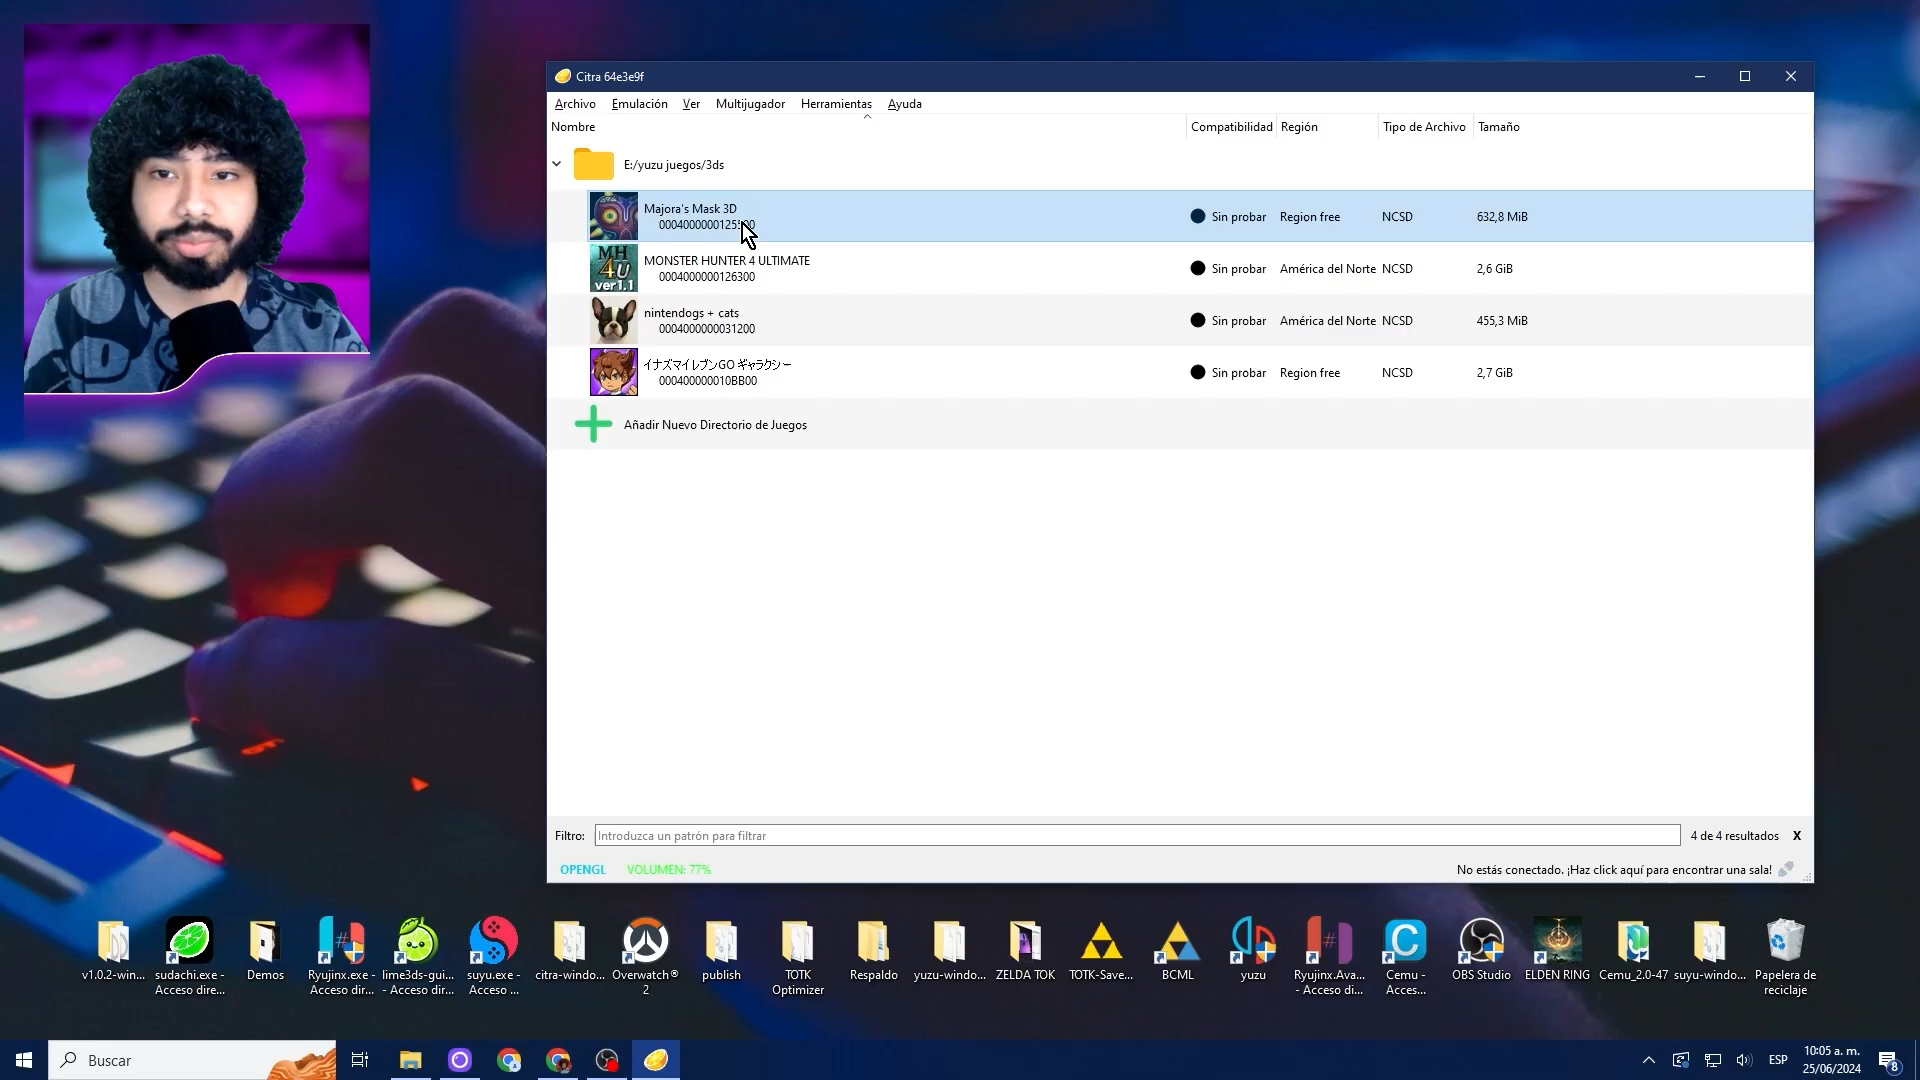 Citra 64e3e9f
Archivo Emulación Ver Multijugador Herramientas Ayuda
Nombre Compatibilidad Región Tipo de Archivo Tamaño
E:/yuzu juegos/3ds
Majora's Mask 3D
Sin probar Region free NCSD 632,8 MiB
MH
4U
ver1.1
MONSTER HUNTER 4 ULTIMATE
0004000000126300
Sin probar América del Norte NCSD 2,6 GiB
nintendogs + cats
0004000000031200
Sin probar América del Norte NCSD 455,3 MiB
イナズマイレブンGO ギャラクシー
000400000010BB00
Sin probar Region free NCSD 2,7 GiB
Añadir Nuevo Directorio de Juegos
Filtro: Introduzca un patrón para filtrar 4 de 4 resultados X
OPENGL VOLUMEN: 77% No estás conectado. ¡Haz click aquí para encontrar una sala!
v1.0.2-win...
sudachi.exe -
Acceso dire...
Demos
Ryujinx.exe -
Acceso dir...
lime3ds-gui...
- Acceso dir...
suyu.exe -
Acceso ...
citra-windo...
Overwatch®
2
publish
TOTK
Optimizer
Respaldo
yuzu-windo...
ZELDA TOK
TOTK-Save...
BCML
yuzu
Ryujinx.Ava...
- Acceso di...
Cemu -
Acces...
OBS Studio
ELDEN RING
Cemu_2.0-47
suyu-windo...
Papelera de
reciclaje
Buscar
ESP
10:05 a. m.
25/06/2024
8